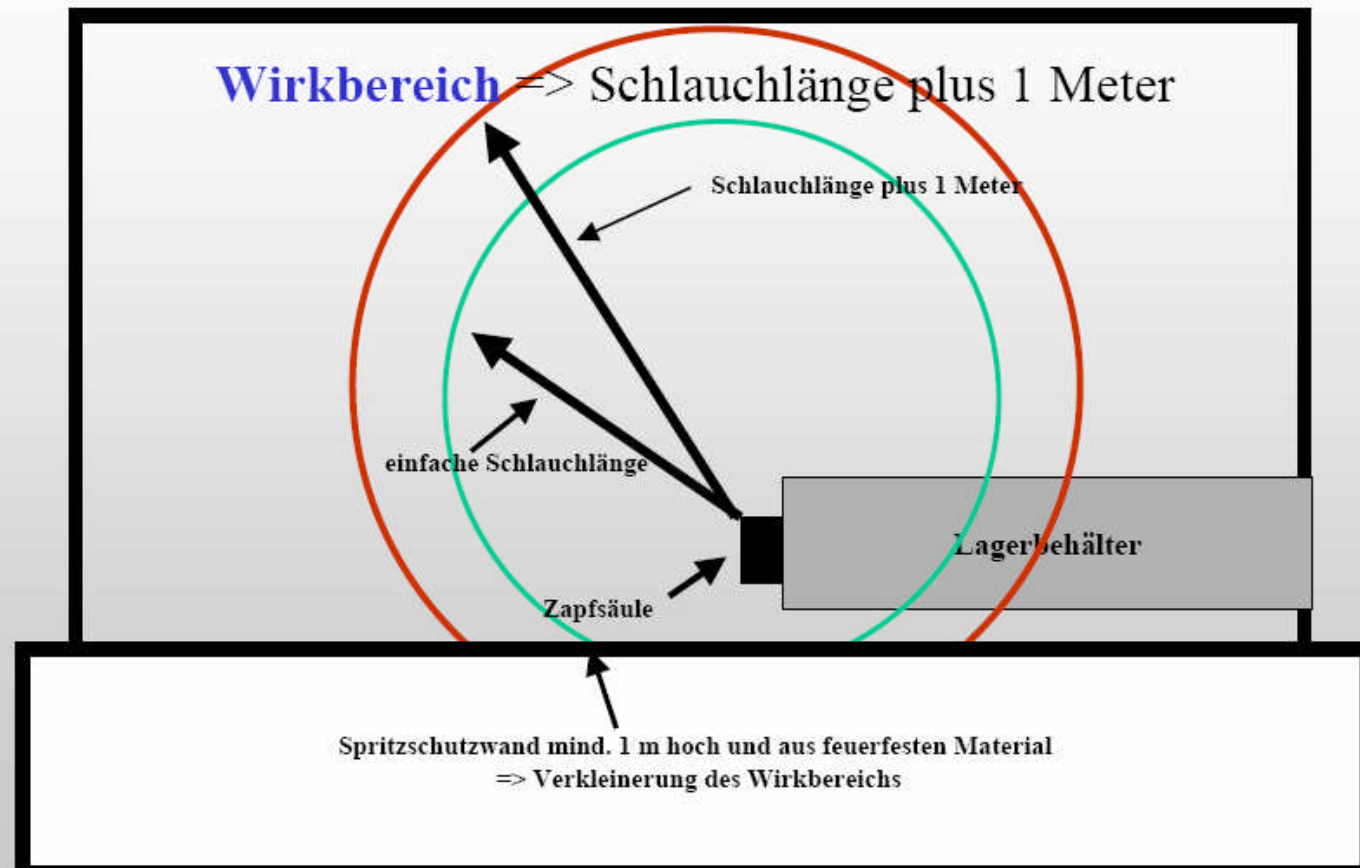 Wirkbereich => Schlauchlänge plus 1 Meter
Schlauchlänge plus 1 Meter
einfache Schlauchlänge
Lagerbehälter
Zapfsäule
Spritzschutzwand mind. 1 m hoch und aus feuerfesten Material
=> Verkleinerung des Wirkbereichs